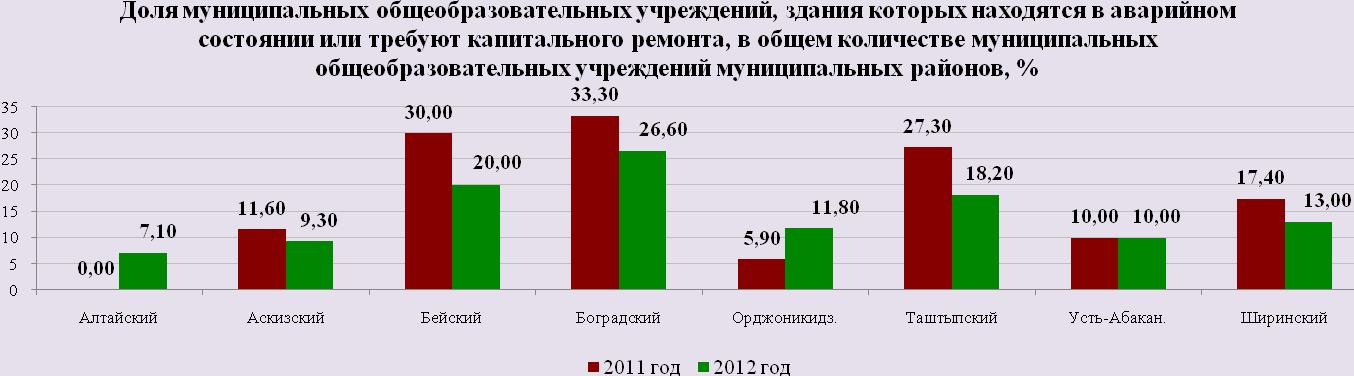 Доля муниципальных общеобразовательных учреждений, здания которых находятся в аварийном
состоянии или требуют капитального ремонта, в общем количестве муниципальных
общеобразовательных учреждений муниципальных районов, %
35
30
25
20
15
10
5
0
0,00
7,10
11,60
9,30
30,00
20,00
33,30
26,60
5,90
11,80
27,30
18,20
10,00
10,00
17,40
13,00
Алтайский
Аскизский
Бейский
Боградский
Орджоникидз.
Таштыпский
Усть-Абакан.
Ширинский
2011 год
2012 год